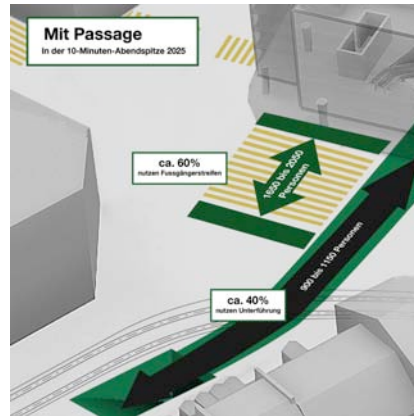 Mit Passage
In der 10-Minuten-Abendspitze 2025
ca. 60%
nutzen Fussgängerstreifen
1650 bis 2050
Personen
900 bis 1150 Personen
ca. 40%
nutzen Unterführung